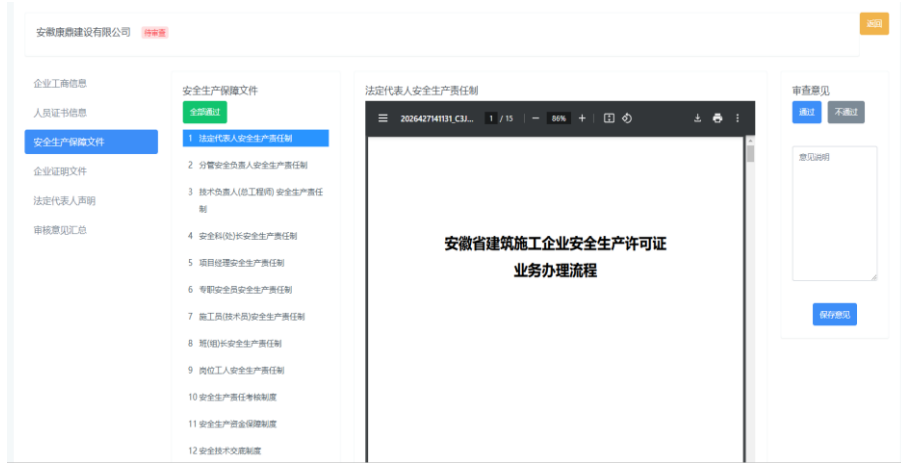 安徽康鼎建设有限公司 待审查
返回
企业工商信息
人员证书信息
安全生产保障文件
企业证明文件
法定代表人声明
审核意见汇总
安全生产保障文件
全部通过
1 法定代表人安全生产责任制
2 分管安全负责人安全生产责任制
3 技术负责人(总工程师) 安全生产责任
制
4 安全科(处)长安全生产责任制
5 项目经理安全生产责任制
6 专职安全员安全生产责任制
7 施工员(技术员)安全生产责任制
8 班(组)长安全生产责任制
9 岗位工人安全生产责任制
10 安全生产责任考核制度
11 安全生产资金保障制度
12 安全技术交底制度
法定代表人安全生产责任制
2026427141131_C3J... 1 / 15 86%
安徽省建筑施工企业安全生产许可证
业务办理流程
审查意见
通过 不通过
意见说明
保存意见